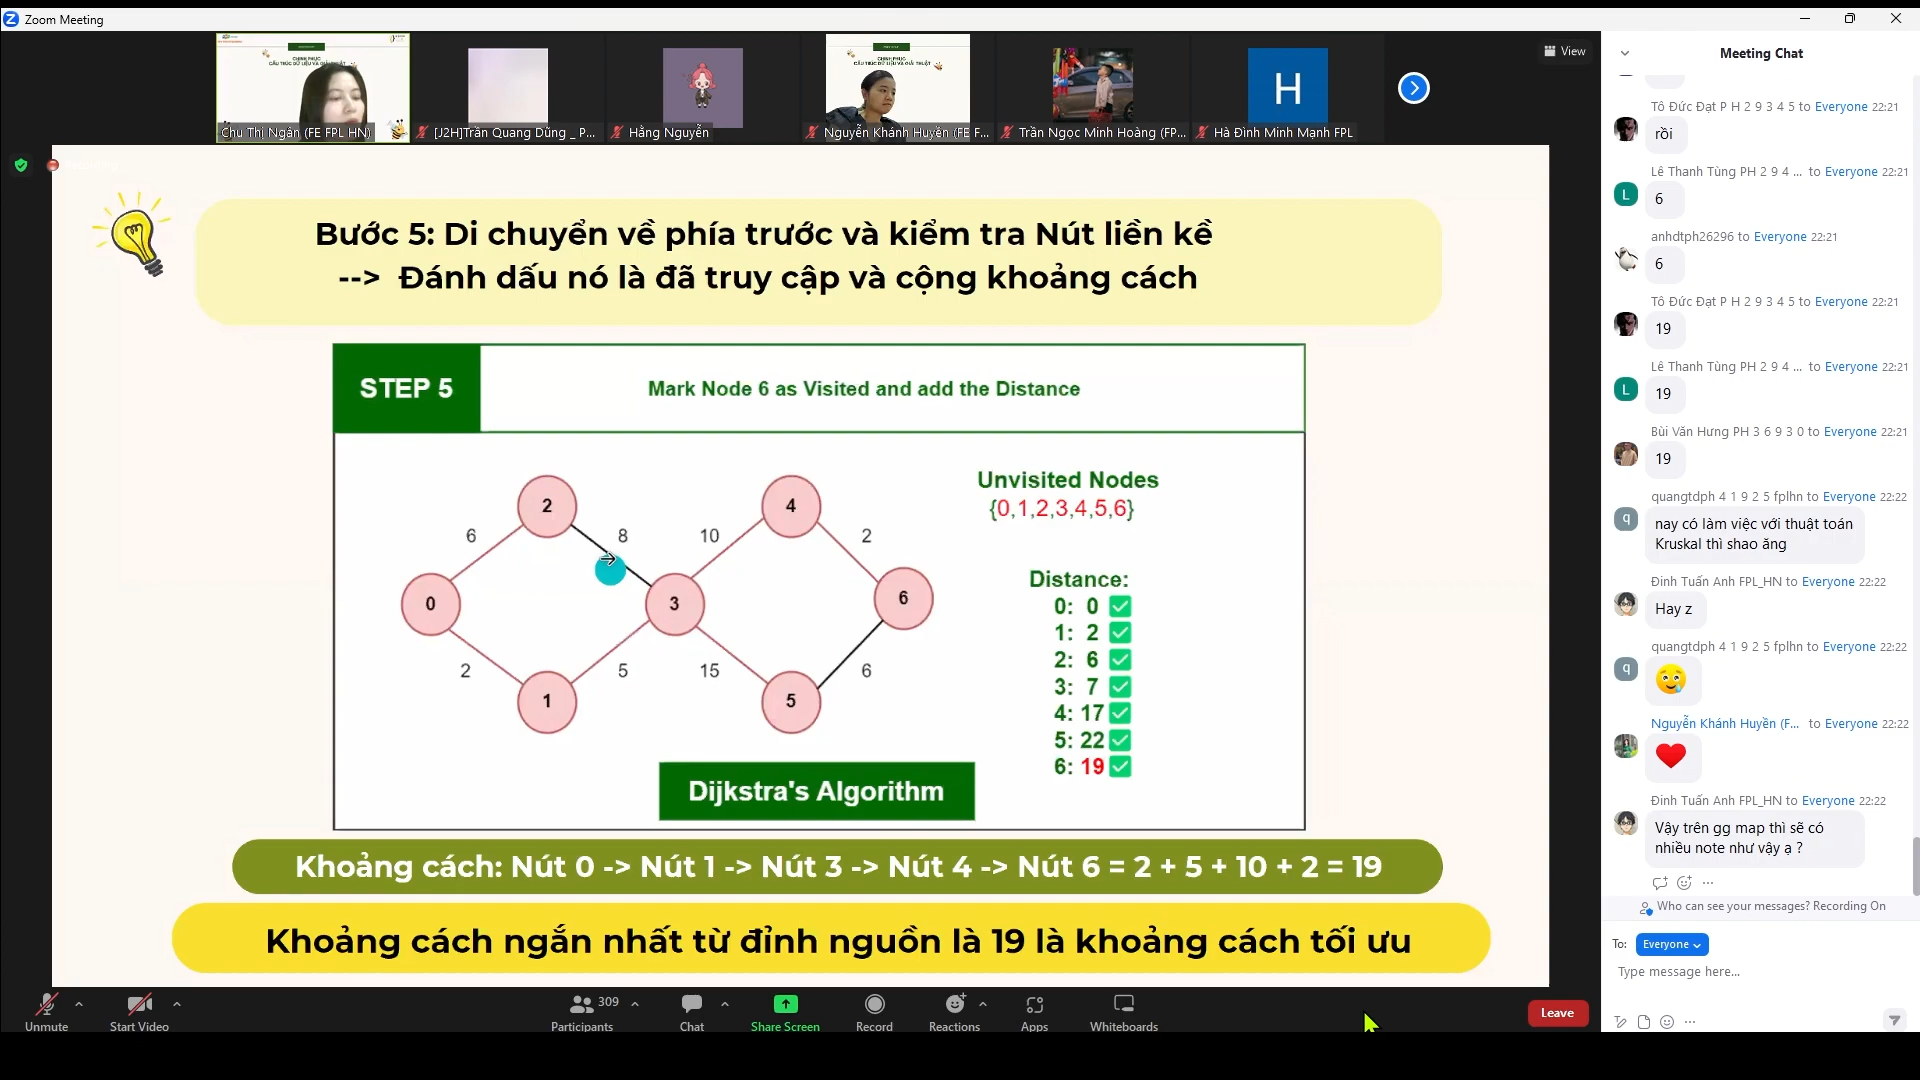 Zoom Meeting
View
Chu Thị Ngân (FE FPL HN)
[J2H]Trần Quang Dũng _ P...
Hằng Nguyễn
Nguyễn Khánh Huyền (FE F...
Trần Ngọc Minh Hoàng (FP...
H
Hà Đình Minh Mạnh FPL
Bước 5: Di chuyển về phía trước và kiểm tra Nút liền kề
--> Đánh dấu nó là đã truy cập và cộng khoảng cách
STEP 5
Mark Node 6 as Visited and add the Distance
2
4
6
8
10
2
0
3
6
2
5
15
6
1
5
Unvisited Nodes
{0,1,2,3,4,5,6}
Distance:
0: 0
1: 2
2: 6
3: 7
4: 17
5: 22
6: 19
Dijkstra's Algorithm
Khoảng cách: Nút 0 -> Nút 1 -> Nút 3 -> Nút 4 -> Nút 6 = 2 + 5 + 10 + 2 = 19
Khoảng cách ngắn nhất từ đỉnh nguồn là 19 là khoảng cách tối ưu
Unmute
Start Video
309
Participants
Chat
Share Screen
Record
Reactions
Apps
Whiteboards
Leave
Meeting Chat
Tô Đức Đạt P H 2 9 3 4 5 to Everyone 22:21
rồi
Lê Thanh Tùng PH 2 9 4 ... to Everyone 22:21
L
6
anhdtph26296 to Everyone 22:21
6
Tô Đức Đạt P H 2 9 3 4 5 to Everyone 22:21
19
Lê Thanh Tùng PH 2 9 4 ... to Everyone 22:21
L
19
Bùi Văn Hưng PH 3 6 9 3 0 to Everyone 22:21
19
quangtdph 4 1 9 2 5 fplhn to Everyone 22:22
q
nay có làm việc với thuật toán
Kruskal thì shao ăng
Đinh Tuấn Anh FPL_HN to Everyone 22:22
Hay z
quangtdph 4 1 9 2 5 fplhn to Everyone 22:22
q
Nguyễn Khánh Huyền (F... to Everyone 22:22
Đinh Tuấn Anh FPL_HN to Everyone 22:22
Vậy trên gg map thì sẽ có
nhiều note như vậy ạ ?
Who can see your messages? Recording On
To: Everyone
Type message here...